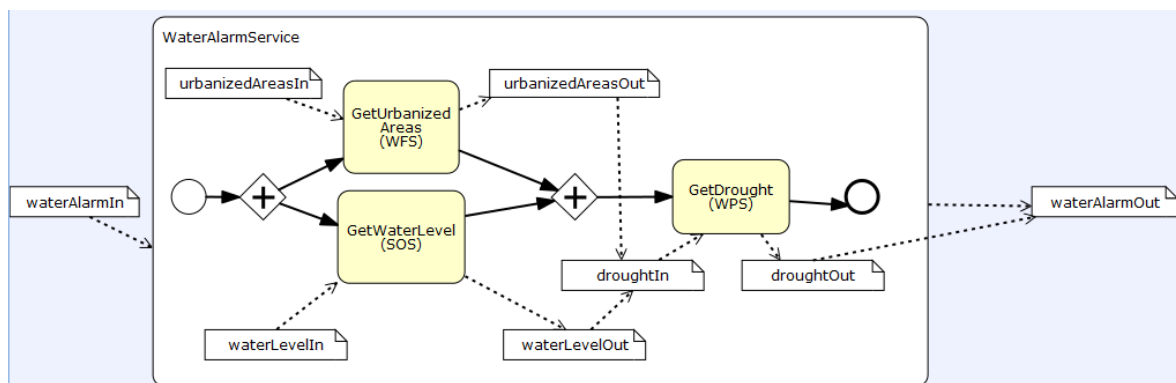 WaterAlarmService
urbanizedAreasIn
urbanizedAreasOut
GetUrbanized
Areas
(WFS)
waterAlarmIn
GetDrought
(WPS)
waterAlarmOut
GetWaterLevel
(SOS)
droughtIn
droughtOut
waterLevelIn
waterLevelOut